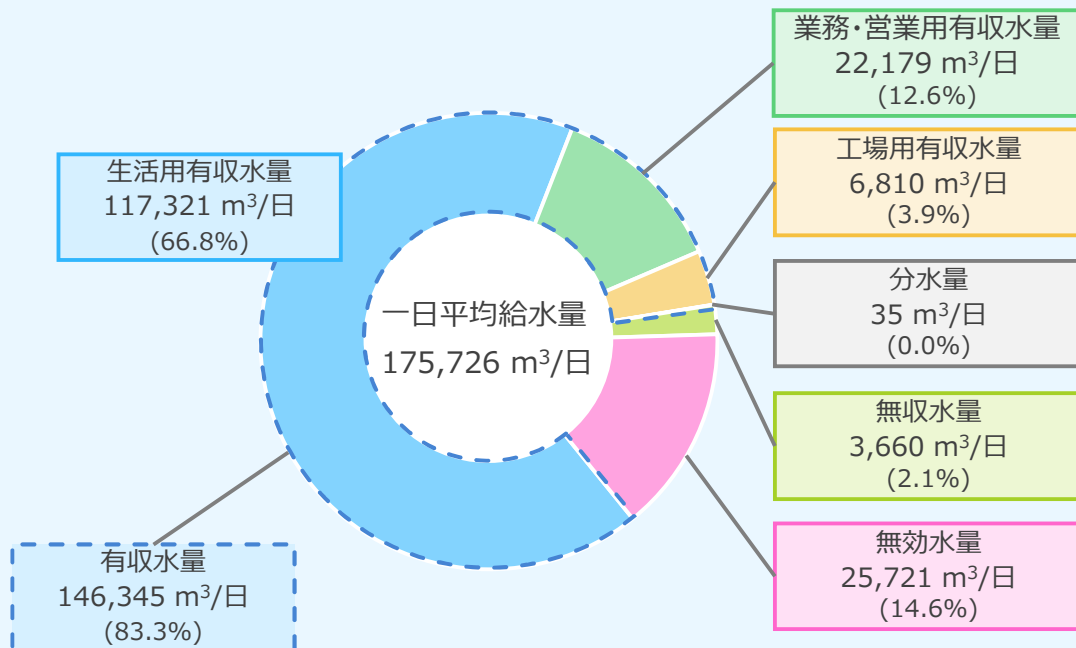 業務・営業用有収水量
22,179 m³/日
(12.6%)
工場用有収水量
6,810 m³/日
(3.9%)
生活用有収水量
117,321 m³/日
(66.8%)
分水量
35 m³/日
(0.0%)
一日平均給水量
175,726 m³/日
無収水量
3,660 m³/日
(2.1%)
無効水量
25,721 m³/日
(14.6%)
有収水量
146,345 m³/日
(83.3%)